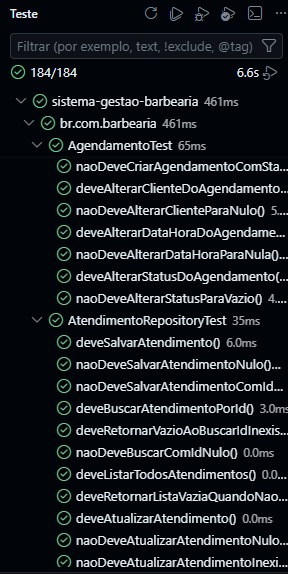 Teste
Filtrar (por exemplo, text, !exclude, @tag)
184/184 6.6s
sistema-gestao-barbearia 461ms
br.com.barbearia 461ms
AgendamentoTest 65ms
naoDeveCriarAgendamentoComSta...
deveAlterarClienteDoAgendamento...
naoDeveAlterarClienteParaNulo() 5....
deveAlterarDataHoraDoAgendame...
naoDeveAlterarDataHoraParaNula()...
deveAlterarStatusDoAgendamento(...
naoDeveAlterarStatusParaVazio() 4....
AtendimentoRepositoryTest 35ms
deveSalvarAtendimento() 6.0ms
naoDeveSalvarAtendimentoNulo()...
naoDeveSalvarAtendimentoComId...
deveBuscarAtendimentoPorId() 3.0ms
deveRetornarVazioAoBuscarIdInexis...
naoDeveBuscarComIdNulo() 0.0ms
deveListarTodosAtendimentos() 0.0...
deveRetornarListaVaziaQuandoNao...
deveAtualizarAtendimento() 0.0ms
naoDeveAtualizarAtendimentoNulo...
naoDeveAtualizarAtendimentoInexi...